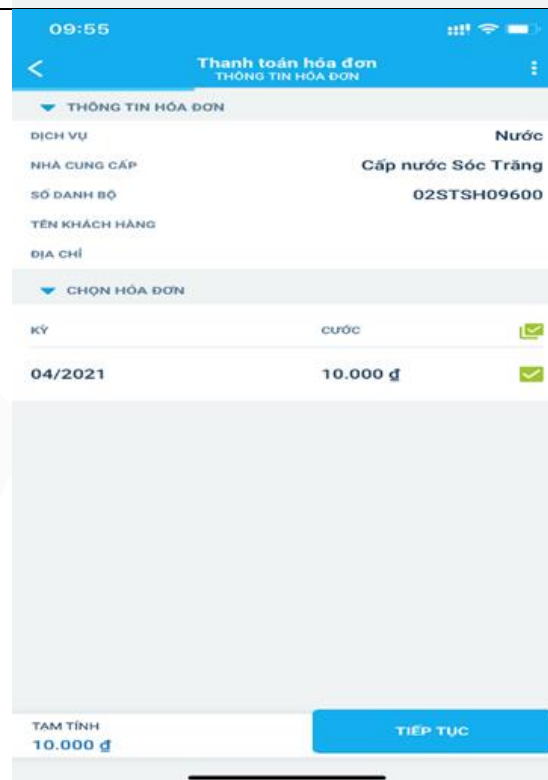 09:55
Thanh toán hóa đơn
THÔNG TIN HÓA ĐƠN
THÔNG TIN HÓA ĐƠN
DỊCH VỤ Nước
NHÀ CUNG CẤP Cấp nước Sóc Trăng
SỐ DANH BỘ 02STSH09600
TÊN KHÁCH HÀNG
ĐỊA CHỈ
CHỌN HÓA ĐƠN
KỲ CƯỚC
04/2021 10.000 ₫
TẠM TÍNH
10.000 ₫
TIẾP TỤC